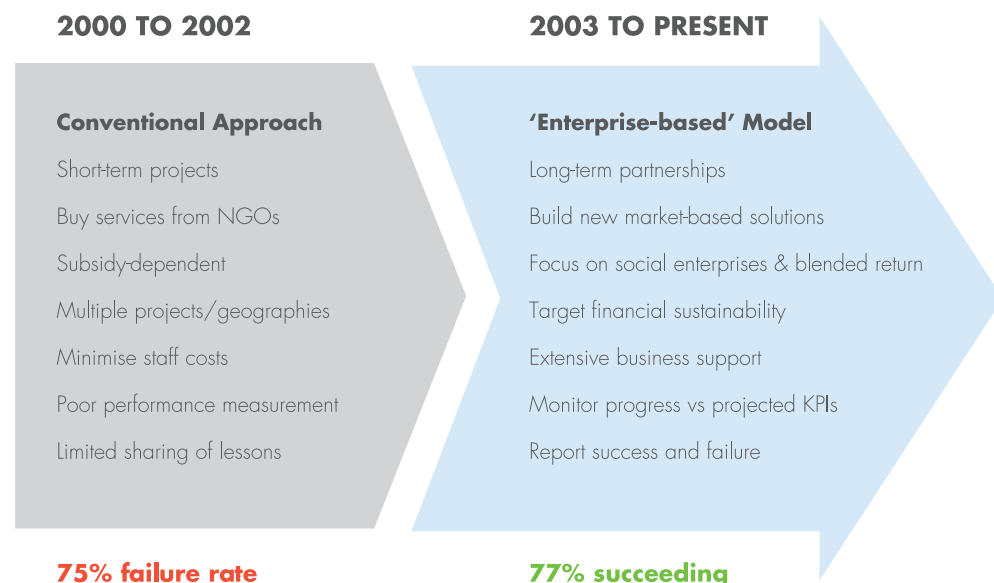 2000 TO 2002
Conventional Approach
Short-term projects
Buy services from NGOs
Subsidy-dependent
Multiple projects/geographies
Minimise staff costs
Poor performance measurement
Limited sharing of lessons
75% failure rate
2003 TO PRESENT
‘Enterprise-based’ Model
Long-term partnerships
Build new market-based solutions
Focus on social enterprises & blended return
Target financial sustainability
Extensive business support
Monitor progress vs projected KPIs
Report success and failure
77% succeeding